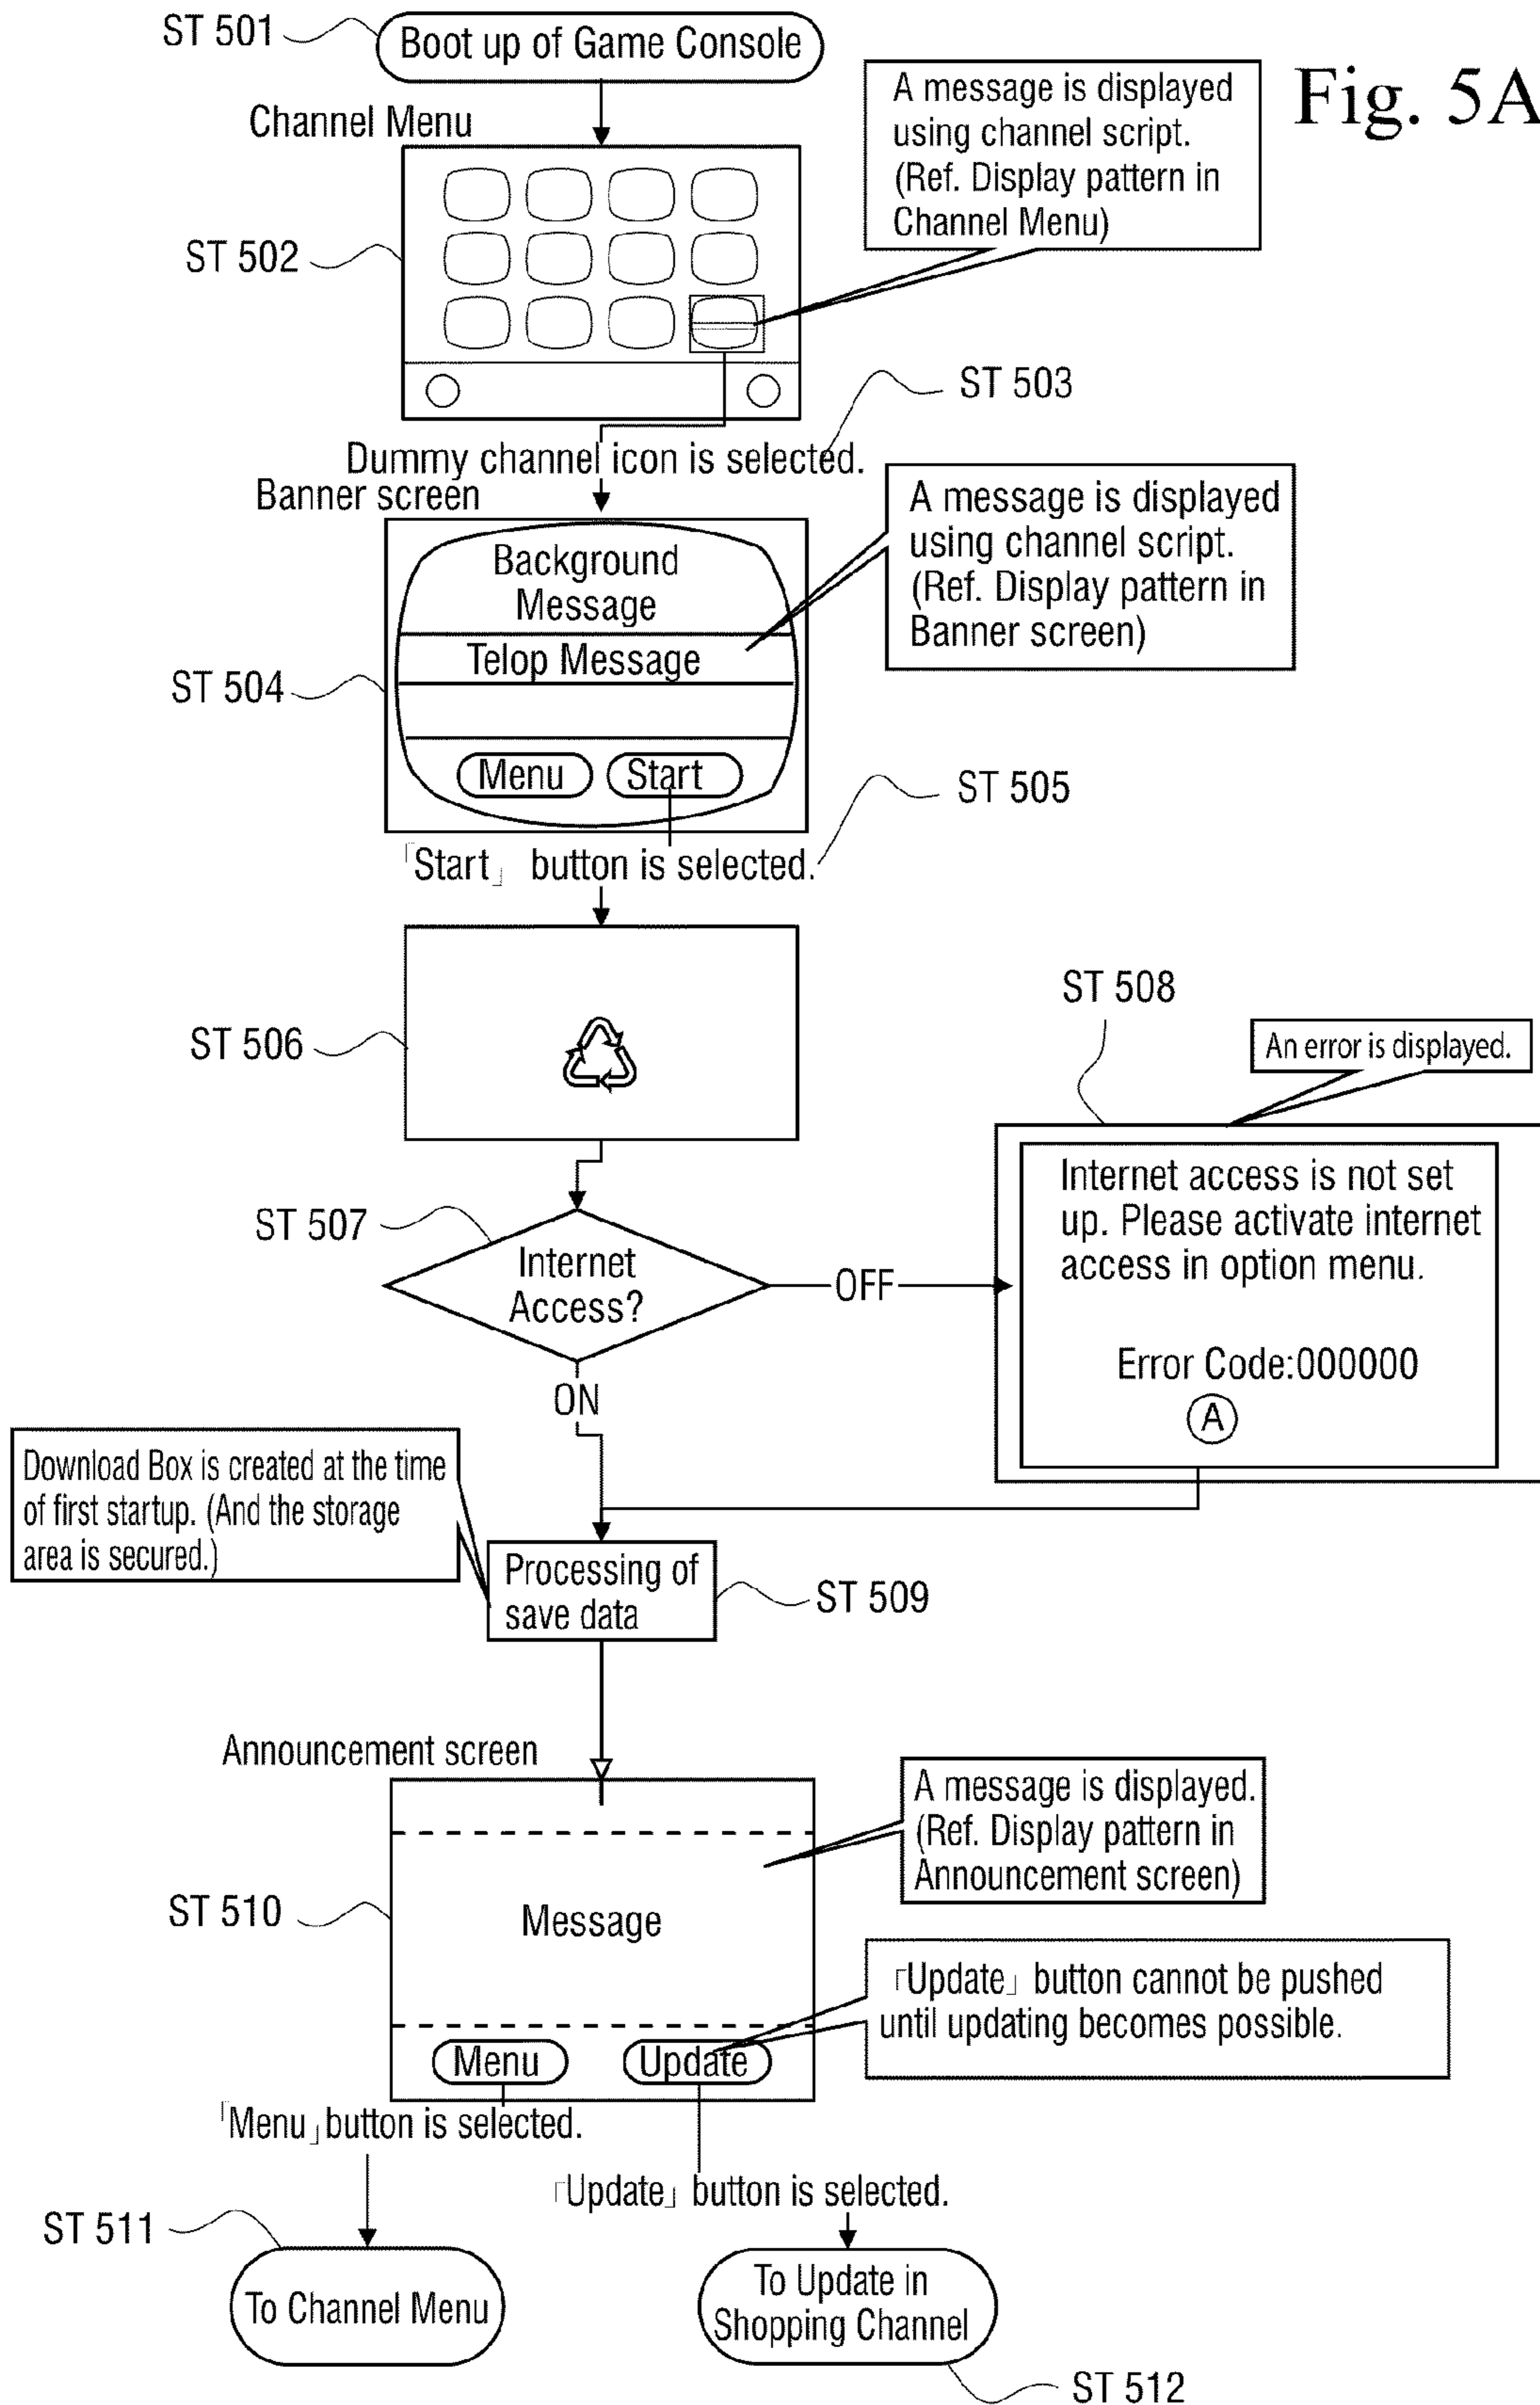 ST 501
Boot up of Game Console
Fig. 5A
Channel Menu
A message is displayed
using channel script.
(Ref. Display pattern in
Channel Menu)
ST 502
ST 503
Dummy channel icon is selected.
Banner screen
Background
Message
Telop Message
A message is displayed
using channel script.
(Ref. Display pattern in
Banner screen)
ST 504
Menu
Start
ST 505
「Start」 button is selected.
ST 506
ST 508
An error is displayed.
ST 507
Internet
Access?
OFF
ON
Internet access is not set
up. Please activate internet
access in option menu.
Error Code:000000
A
Download Box is created at the time
of first startup. (And the storage
area is secured.)
Processing of
save data
ST 509
Announcement screen
A message is displayed.
(Ref. Display pattern in
Announcement screen)
ST 510
Message
「Update」 button cannot be pushed
until updating becomes possible.
Menu
Update
「Menu」button is selected.
「Update」 button is selected.
ST 511
To Channel Menu
To Update in
Shopping Channel
ST 512